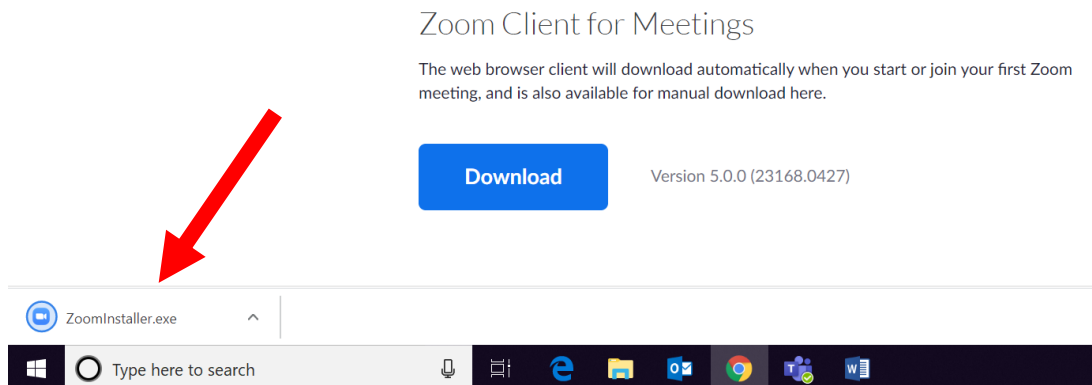 Zoom Client for Meetings
The web browser client will download automatically when you start or join your first Zoom
meeting, and is also available for manual download here.
Download
Version 5.0.0 (23168.0427)
ZoomInstaller.exe
Type here to search